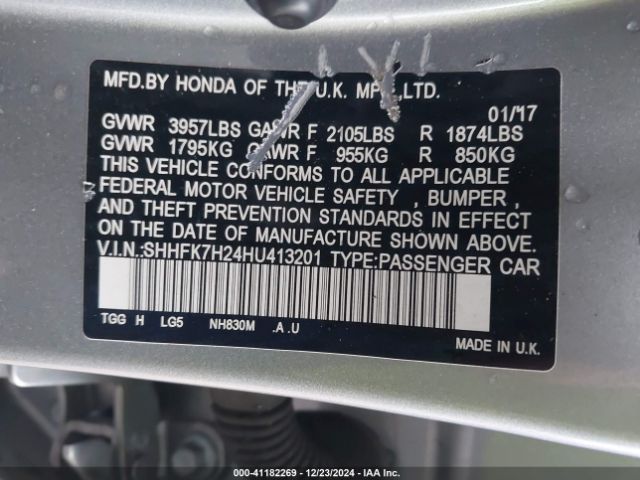 MFD.BY HONDA OF THE U.K. MFG.,LTD.
01/17
GVWR 3957LBS GAWR F 2105LBS R 1874LBS
GVWR 1795KG GAWR F 955KG R 850KG
THIS VEHICLE CONFORMS TO ALL APPLICABLE
FEDERAL MOTOR VEHICLE SAFETY , BUMPER ,
AND THEFT PREVENTION STANDARDS IN EFFECT
ON THE DATE OF MANUFACTURE SHOWN ABOVE.
V.I.N.:SHHFK7H24HU413201 TYPE:PASSENGER CAR
TGG H LG5 NH830M .A .U
MADE IN U.K.
000-41182269 - 12/23/2024 - IAA Inc.